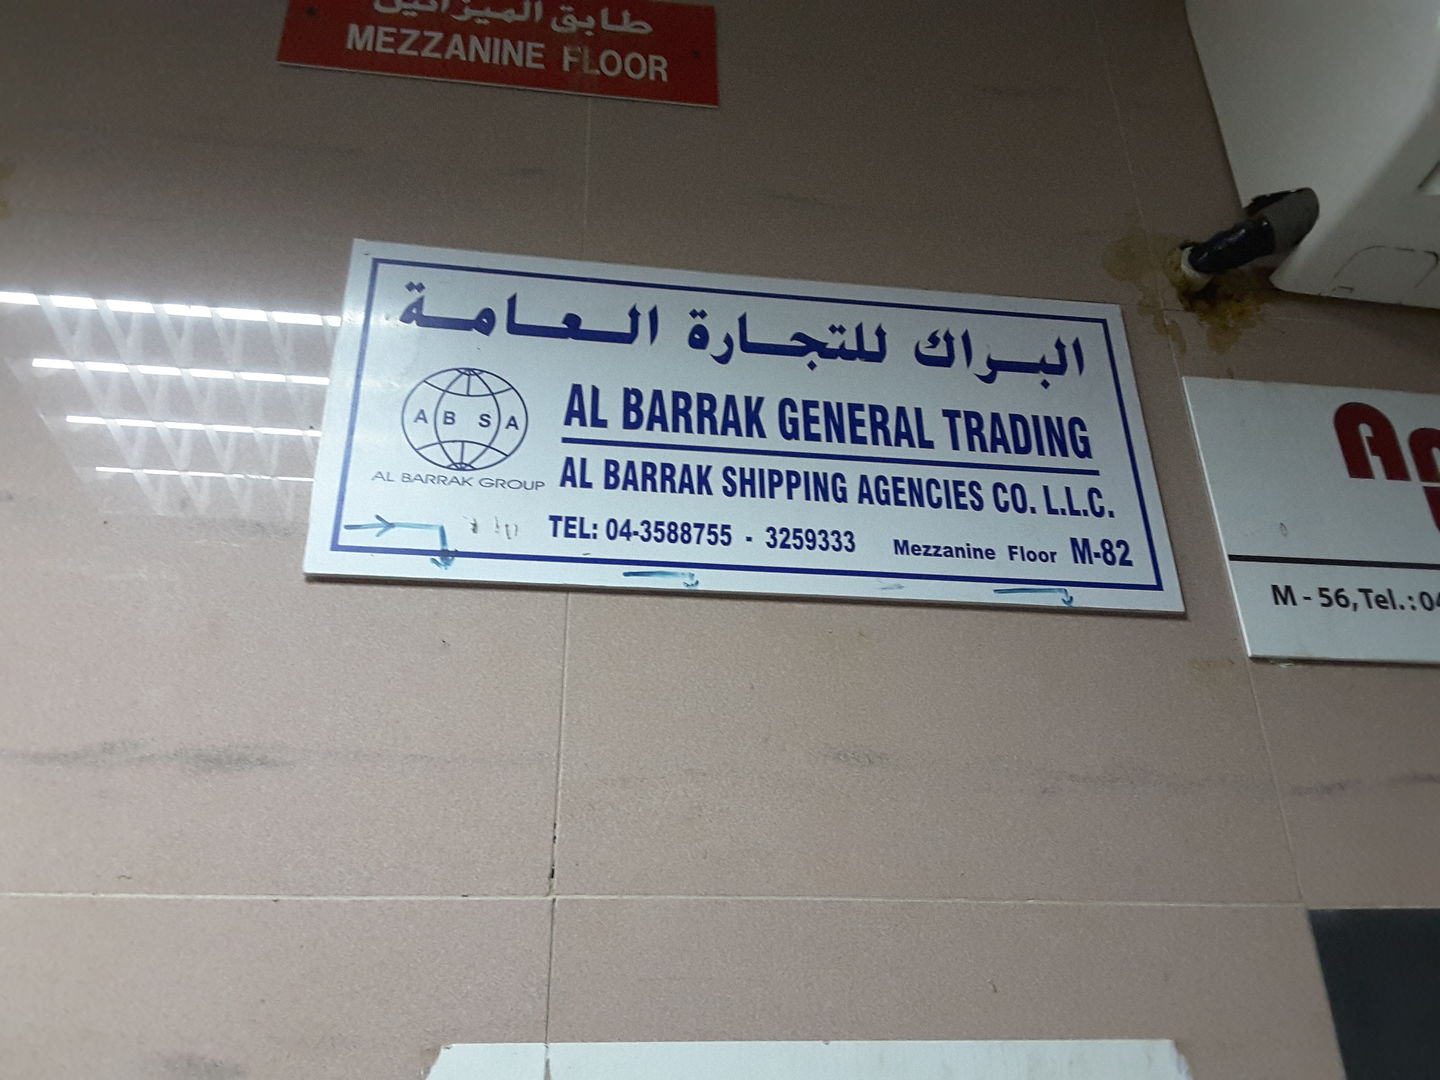 طابق الميزانين
MEZZANINE FLOOR
البراك للتجارة العامة
A B S A
AL BARRAK GROUP
AL BARRAK GENERAL TRADING
AL BARRAK SHIPPING AGENCIES CO. L.L.C.
TEL: 04-3588755 - 3259333 Mezzanine Floor M-82
M - 56, Tel.: 04